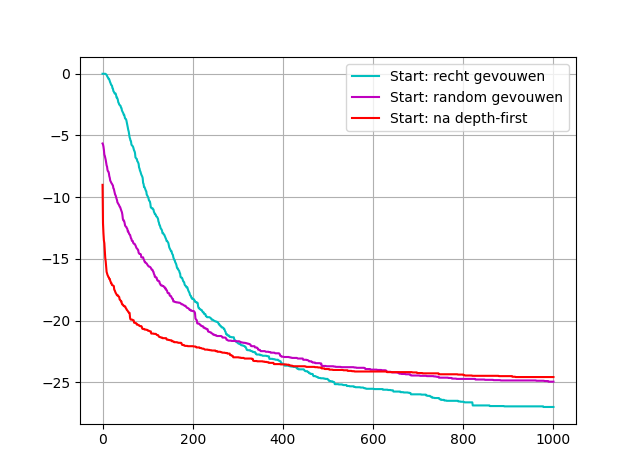 Start: recht gevouwen
Start: random gevouwen
Start: na depth-first
0
−5
−10
−15
−20
−25
0 200 400 600 800 1000